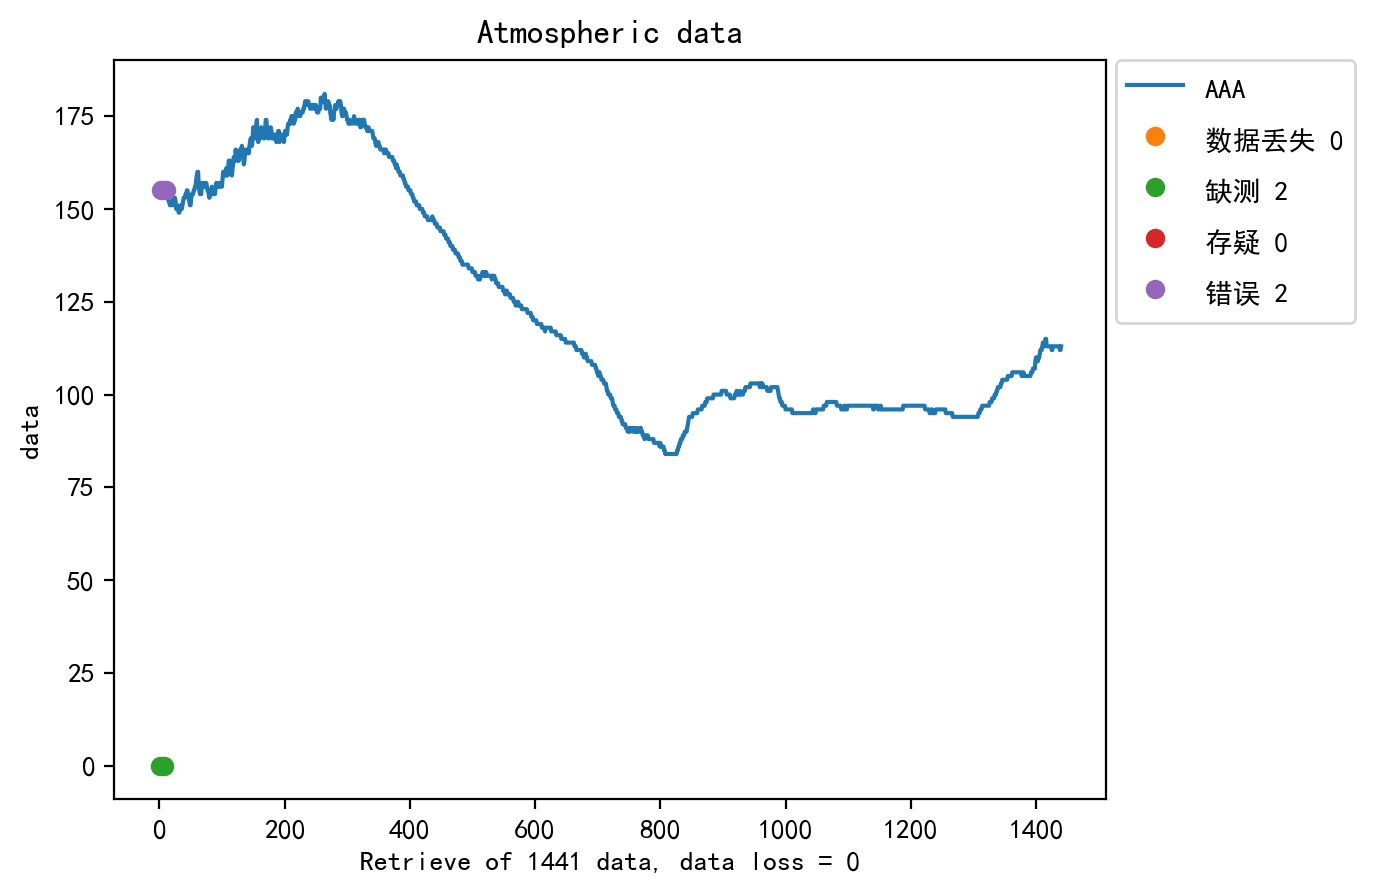 Atmospheric data
175
150
125
100
75
50
25
0
data
0 200 400 600 800 1000 1200 1400
Retrieve of 1441 data, data loss = 0
AAA
数据丢失 0
缺测 2
存疑 0
错误 2